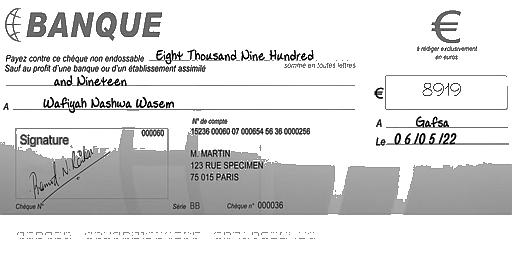 BANQUE
€
à rédiger exclusivement
en euros
Payez contre ce chèque non endossable Eight Thousand Nine Hundred
Sauf au profit d'une banque ou d'un établissement assimilé
somme en toutes lettres
and Nineteen
€ 8919
A Wafiyah Nashwa Wasem
A Gafsa
Le 06/05/22
Signature
000060
N° de compte
15236 00060 07 000654 56 36 0000256
M. MARTIN
123 RUE SPECIMEN
75 015 PARIS
Chèque N°
Série BB
Chèque n° 000036